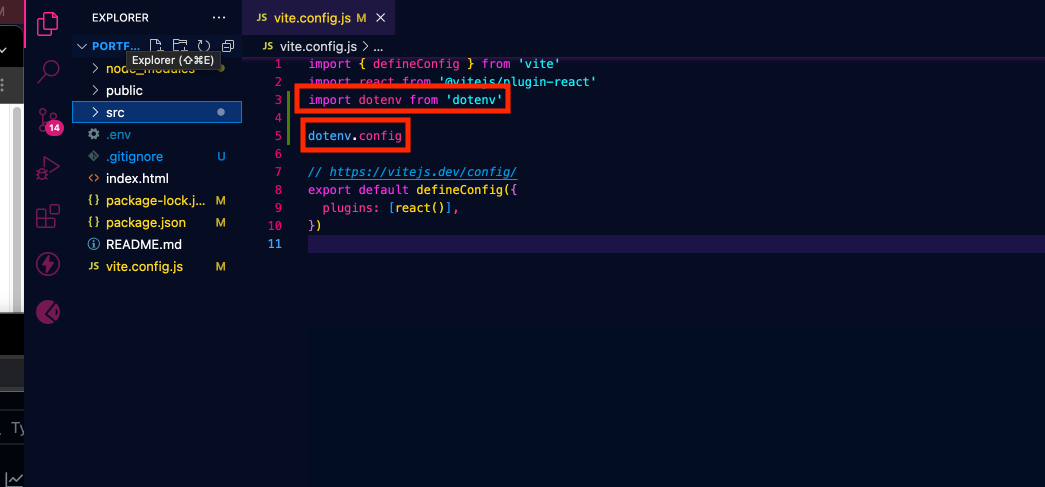 EXPLORER
PORTF...
Explorer (⇧⌘E)
node_modules
public
src
.env
.gitignore U
index.html
package-lock.j... M
package.json M
README.md
vite.config.js M
14
JS vite.config.js M
JS vite.config.js > ...
1 import { defineConfig } from 'vite'
2 import react from '@vitejs/plugin-react'
3 import dotenv from 'dotenv'
4
5 dotenv.config
6
7 // https://vitejs.dev/config/
8 export default defineConfig({
9 plugins: [react()],
10 })
11